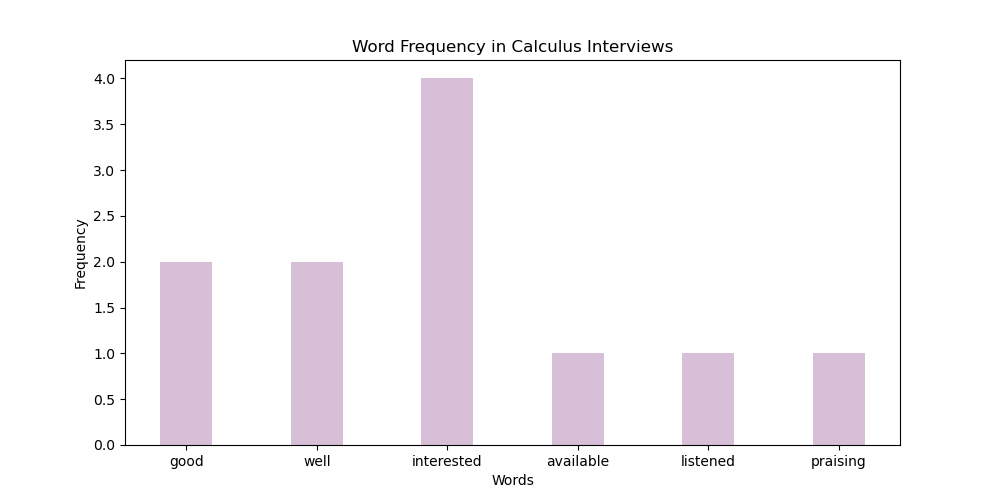 Word Frequency in Calculus Interviews
4.0
3.5
3.0
2.5
2.0
1.5
1.0
0.5
0.0
Frequency
good well interested available listened praising
Words